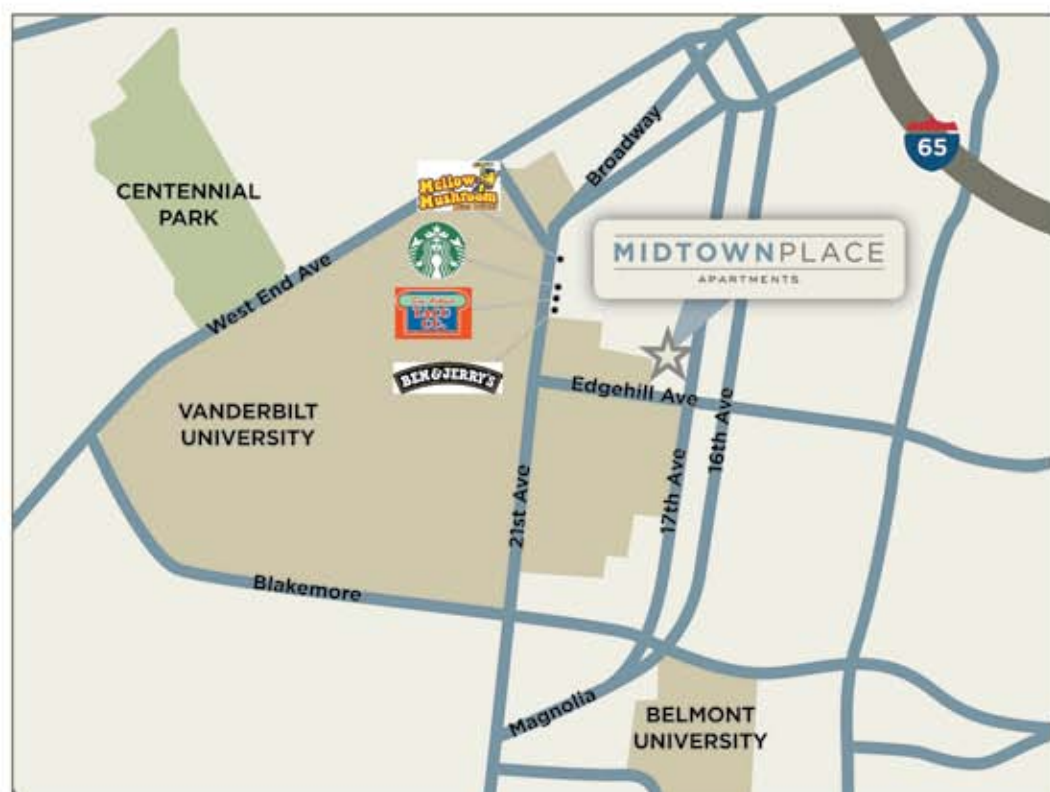 65
Broadway
Mellow
Mushroom
CENTENNIAL
PARK
MIDTOWNPLACE
APARTMENTS
West End Ave
BEN & JERRY'S
Edgehill Ave
VANDERBILT
UNIVERSITY
16th Ave
17th Ave
21st Ave
Blakemore
Magnolia
BELMONT
UNIVERSITY